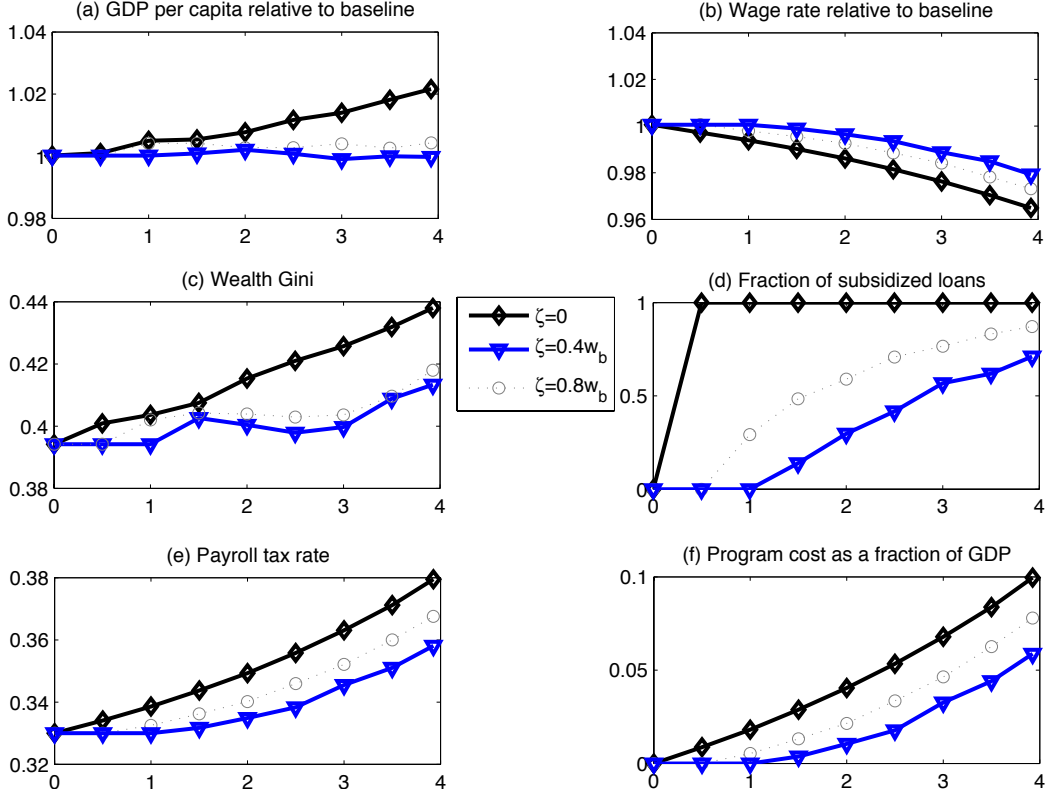 (a) GDP per capita relative to baseline
1.04
1.02
1
0.98
0 1 2 3 4
(b) Wage rate relative to baseline
1.04
1.02
1
0.98
0.96
0 1 2 3 4
(c) Wealth Gini
0.44
0.42
0.4
0.38
0 1 2 3 4
ζ=0
ζ=0.4w_b
ζ=0.8w_b
(d) Fraction of subsidized loans
1
0.5
0
0 1 2 3 4
(e) Payroll tax rate
0.38
0.36
0.34
0.32
0 1 2 3 4
(f) Program cost as a fraction of GDP
0.1
0.05
0
0 1 2 3 4